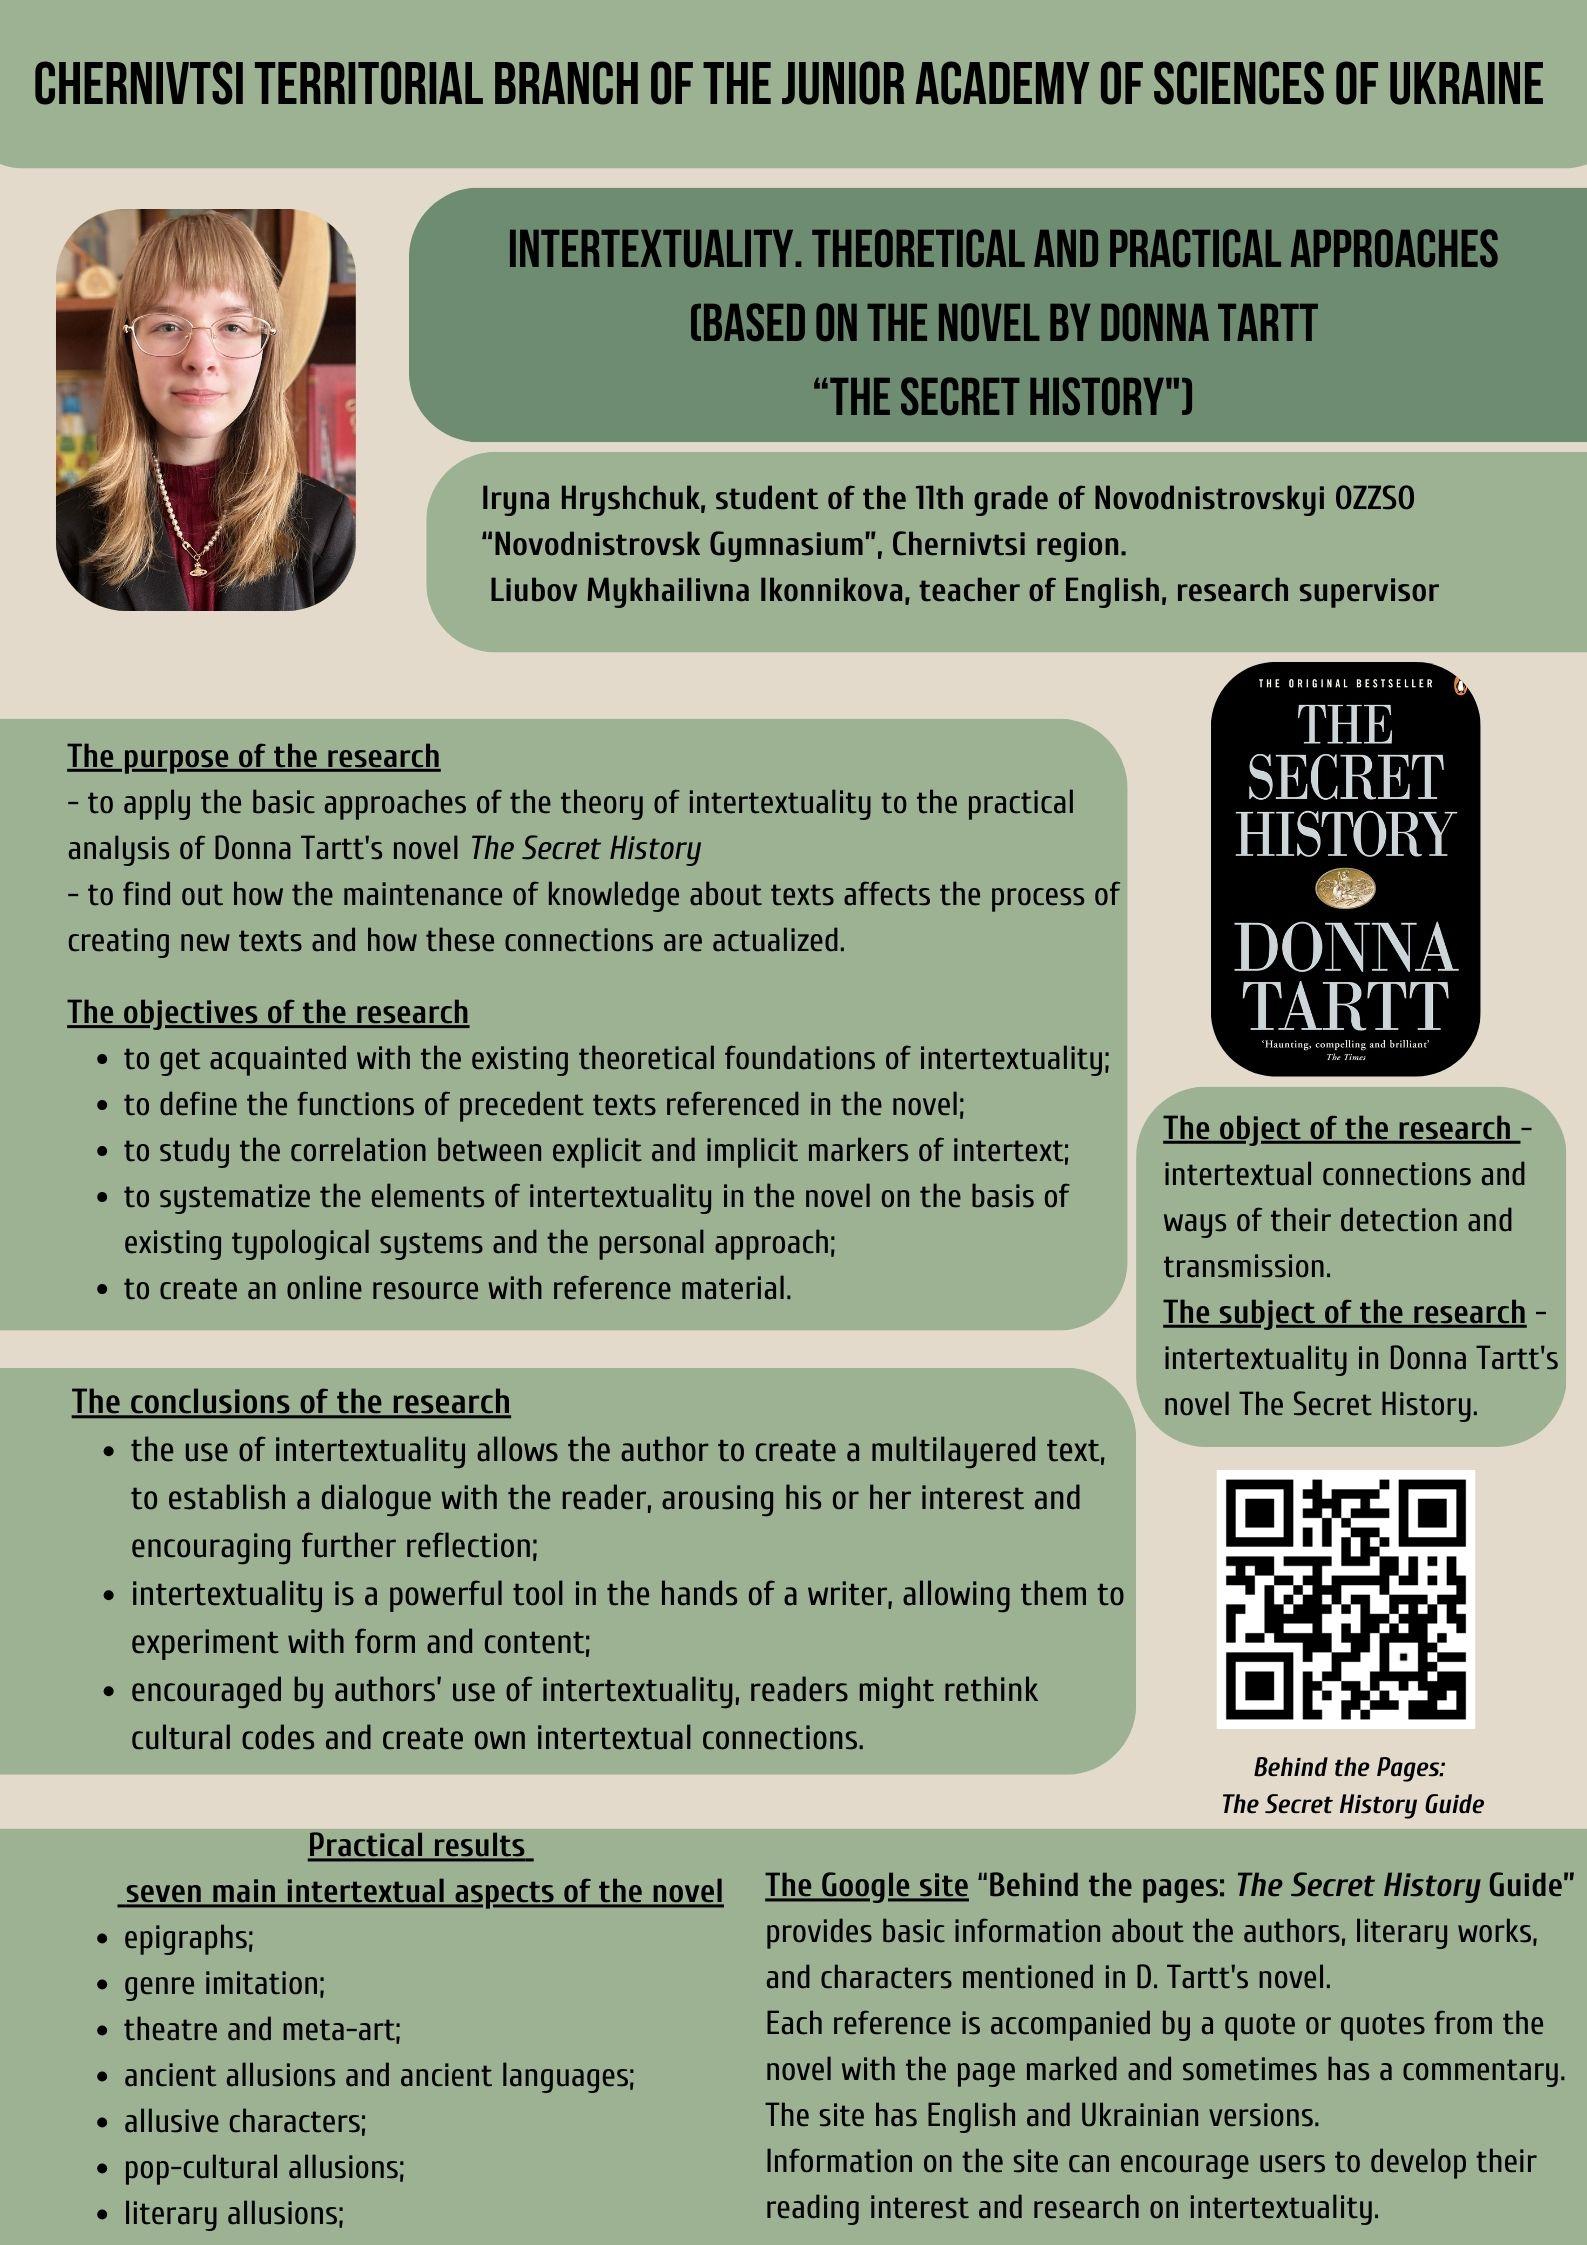 CHERNIVTSI TERRITORIAL BRANCH OF THE JUNIOR ACADEMY OF SCIENCES OF UKRAINE
INTERTEXTUALITY. THEORETICAL AND PRACTICAL APPROACHES
(BASED ON THE NOVEL BY DONNA TARTT
“THE SECRET HISTORY")
Iryna Hryshchuk, student of the 11th grade of Novodnistrovskyi OZZSO
“Novodnistrovsk Gymnasium”, Chernivtsi region.
Liubov Mykhailivna Ikonnikova, teacher of English, research supervisor
The purpose of the research
- to apply the basic approaches of the theory of intertextuality to the practical
analysis of Donna Tartt's novel The Secret History
- to find out how the maintenance of knowledge about texts affects the process of
creating new texts and how these connections are actualized.
The objectives of the research
• to get acquainted with the existing theoretical foundations of intertextuality;
• to define the functions of precedent texts referenced in the novel;
• to study the correlation between explicit and implicit markers of intertext;
• to systematize the elements of intertextuality in the novel on the basis of
existing typological systems and the personal approach;
• to create an online resource with reference material.
THE ORIGINAL BESTSELLER
THE
SECRET
HISTORY
DONNA
TARTT
‘Haunting, compelling and brilliant’
The Times
The object of the research -
intertextual connections and
ways of their detection and
transmission.
The subject of the research -
intertextuality in Donna Tartt's
novel The Secret History.
The conclusions of the research
• the use of intertextuality allows the author to create a multilayered text,
to establish a dialogue with the reader, arousing his or her interest and
encouraging further reflection;
• intertextuality is a powerful tool in the hands of a writer, allowing them to
experiment with form and content;
• encouraged by authors’ use of intertextuality, readers might rethink
cultural codes and create own intertextual connections.
Behind the Pages:
The Secret History Guide
Practical results
seven main intertextual aspects of the novel
• epigraphs;
• genre imitation;
• theatre and meta-art;
• ancient allusions and ancient languages;
• allusive characters;
• pop-cultural allusions;
• literary allusions;
The Google site “Behind the pages: The Secret History Guide”
provides basic information about the authors, literary works,
and characters mentioned in D. Tartt's novel.
Each reference is accompanied by a quote or quotes from the
novel with the page marked and sometimes has a commentary.
The site has English and Ukrainian versions.
Information on the site can encourage users to develop their
reading interest and research on intertextuality.